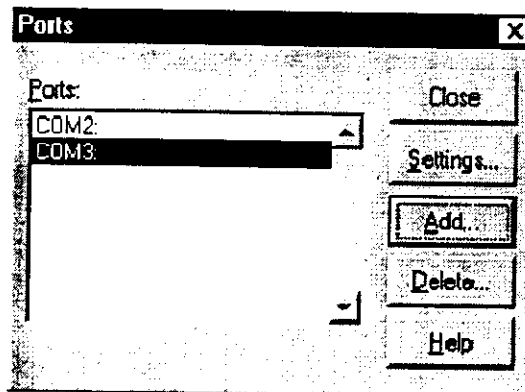 Ports
Ports:
COM2:
COM3:
Close
Settings...
Add...
Delete...
Help